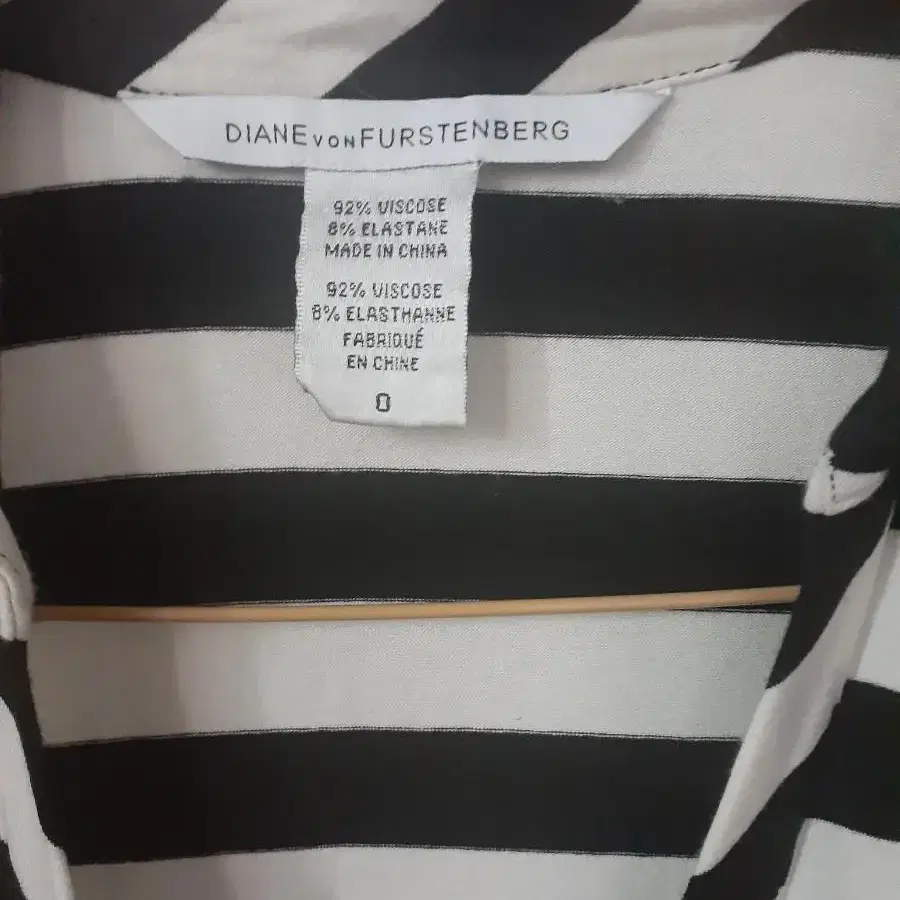 DIANE VON FURSTENBERG
92% VISCOSE
8% ELASTANE
MADE IN CHINA
92% VISCOSE
8% ELASTHANNE
FABRIQUÉ
EN CHINE
0